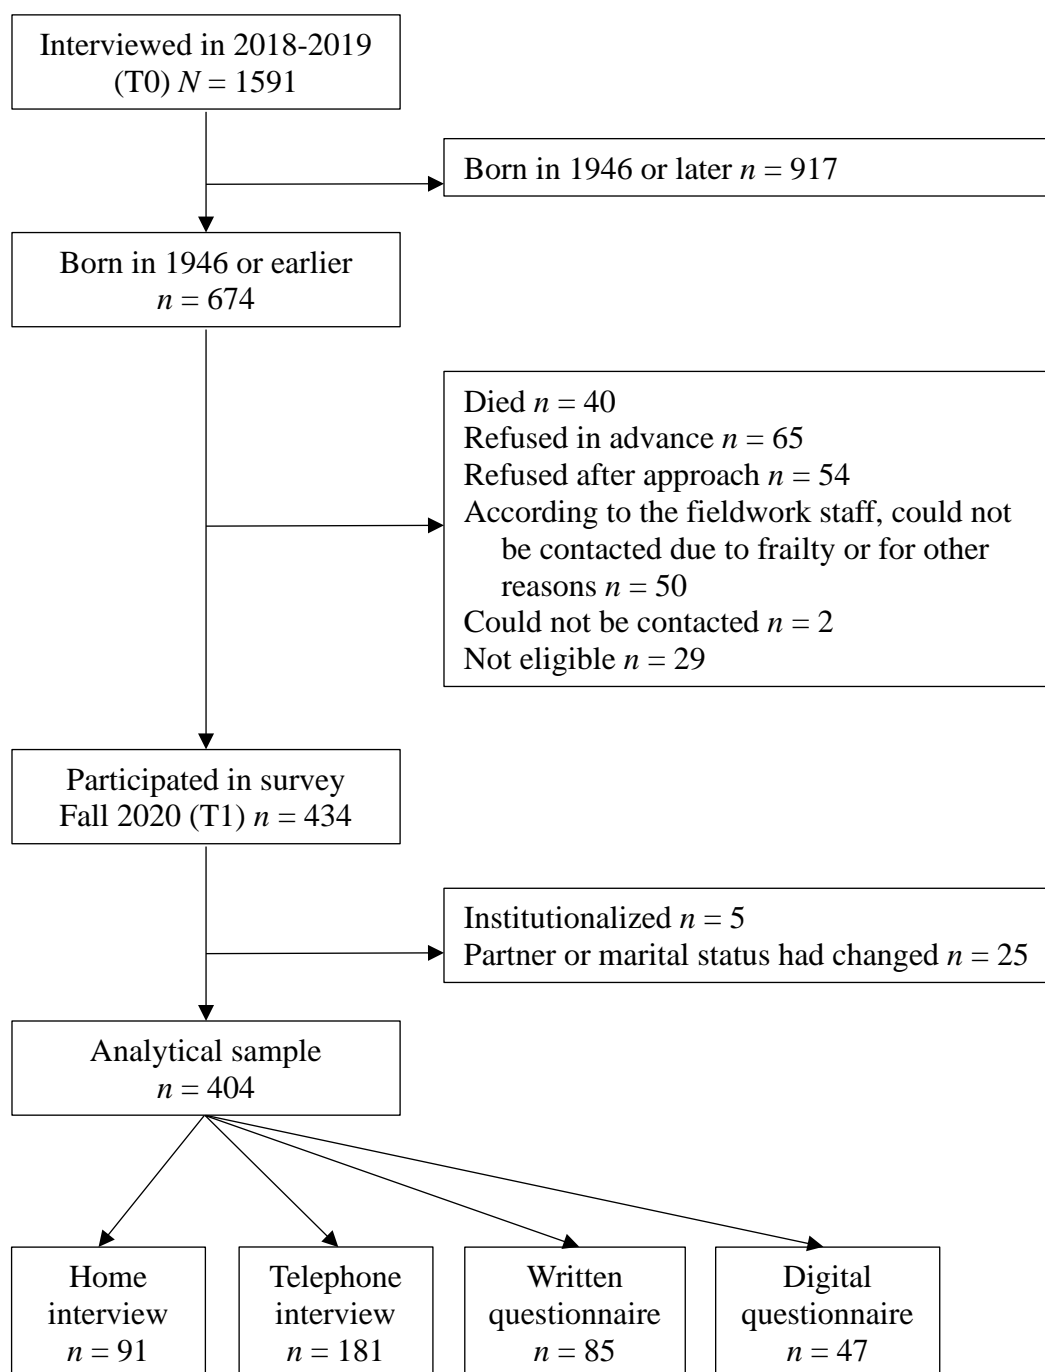 Interviewed in 2018-2019
(T0) N = 1591
Born in 1946 or later n = 917
Born in 1946 or earlier
n = 674
Died n = 40
Refused in advance n = 65
Refused after approach n = 54
According to the fieldwork staff, could not
be contacted due to frailty or for other
reasons n = 50
Could not be contacted n = 2
Not eligible n = 29
Participated in survey
Fall 2020 (T1) n = 434
Institutionalized n = 5
Partner or marital status had changed n = 25
Analytical sample
n = 404
Home
interview
n = 91
Telephone
interview
n = 181
Written
questionnaire
n = 85
Digital
questionnaire
n = 47